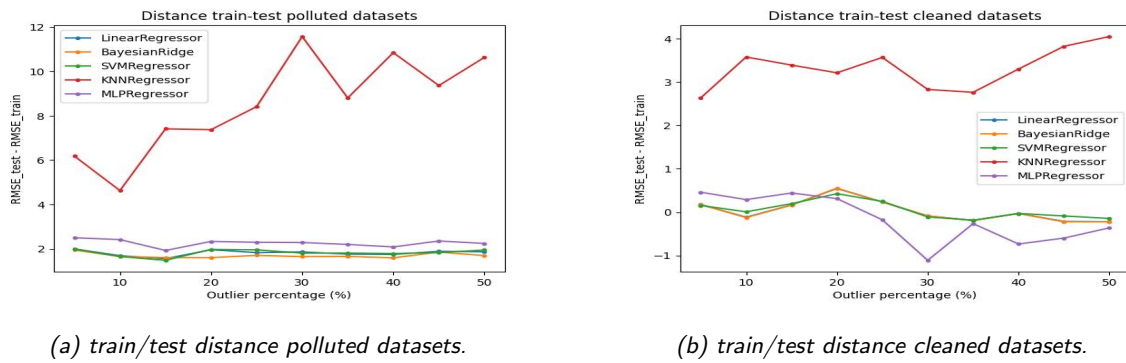 Distance train-test polluted datasets
12
10
8
6
4
2
RMSE_test - RMSE_train
LinearRegressor
BayesianRidge
SVMRegressor
KNNRegressor
MLPRegressor
10
20
30
40
50
Outlier percentage (%)
(a) train/test distance polluted datasets.
Distance train-test cleaned datasets
4
3
2
1
0
−1
RMSE_test - RMSE_train
LinearRegressor
BayesianRidge
SVMRegressor
KNNRegressor
MLPRegressor
10
20
30
40
50
Outlier percentage (%)
(b) train/test distance cleaned datasets.